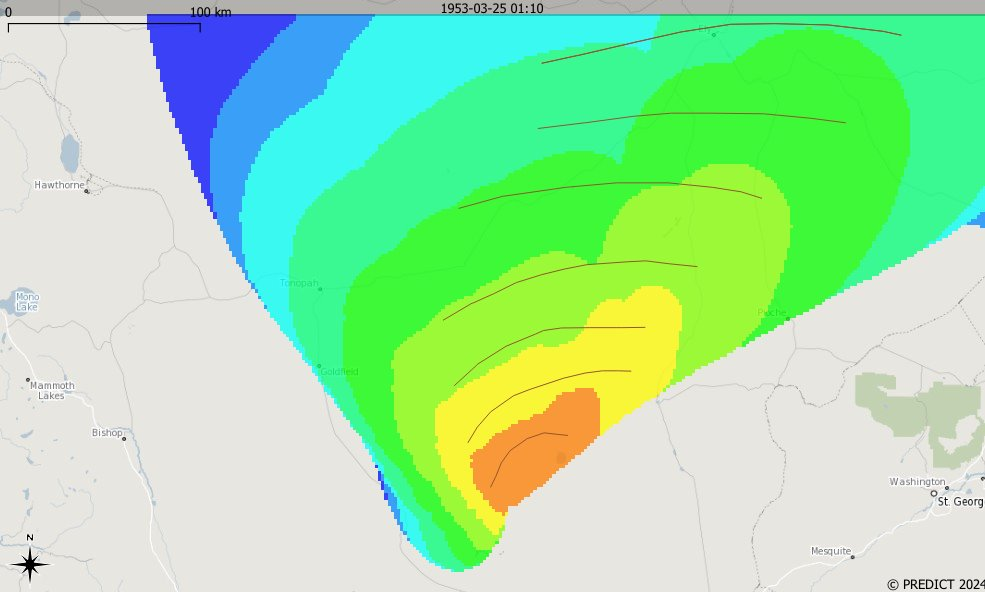 0
100 km
1953-03-25 01:10
Ely
Hawthorne
Tonopah
Mono
Lake
Pioche
Goldfield
Mammoth
Lakes
Bishop
Washington
St. Georg
N
Mesquite
© PREDICT 2024